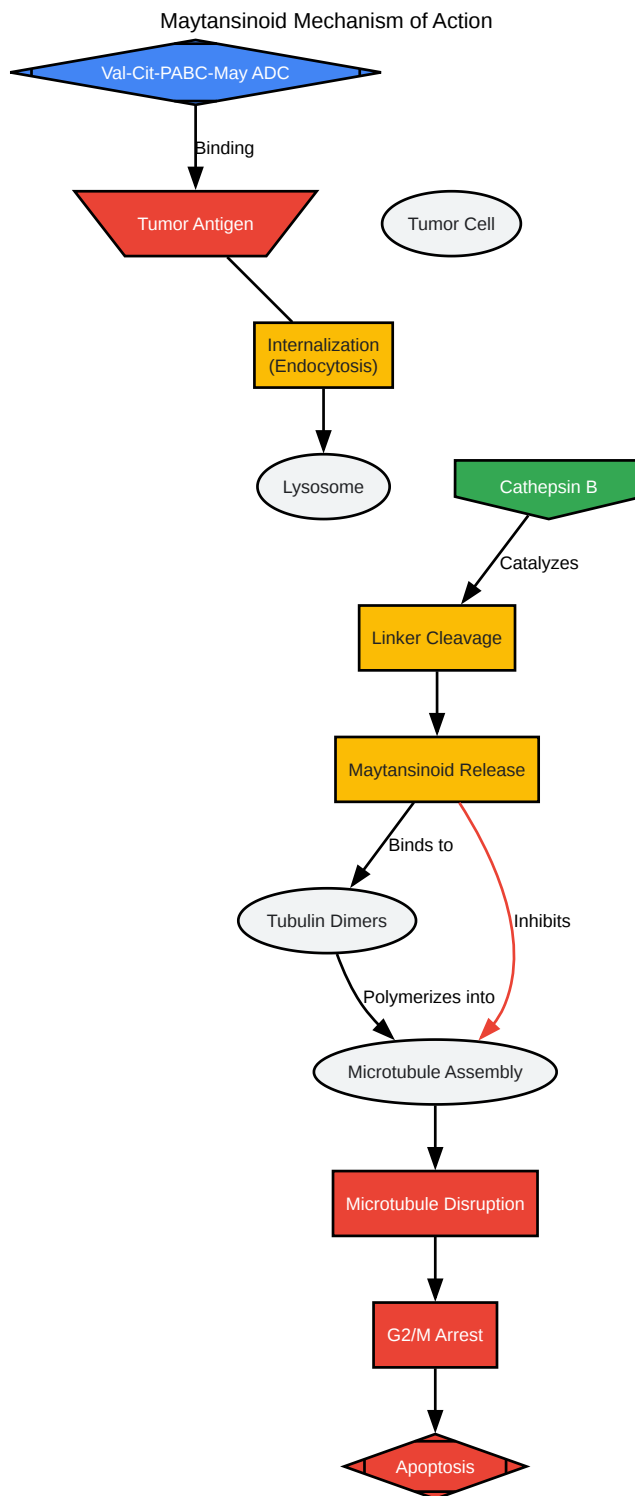 Maytansinoid Mechanism of Action
Val-Cit-PABC-May ADC
Binding
Tumor Antigen
Tumor Cell
Internalization
(Endocytosis)
Lysosome
Cathepsin B
Catalyzes
Linker Cleavage
Maytansinoid Release
Binds to
Tubulin Dimers
Inhibits
Polymerizes into
Microtubule Assembly
Microtubule Disruption
G2/M Arrest
Apoptosis